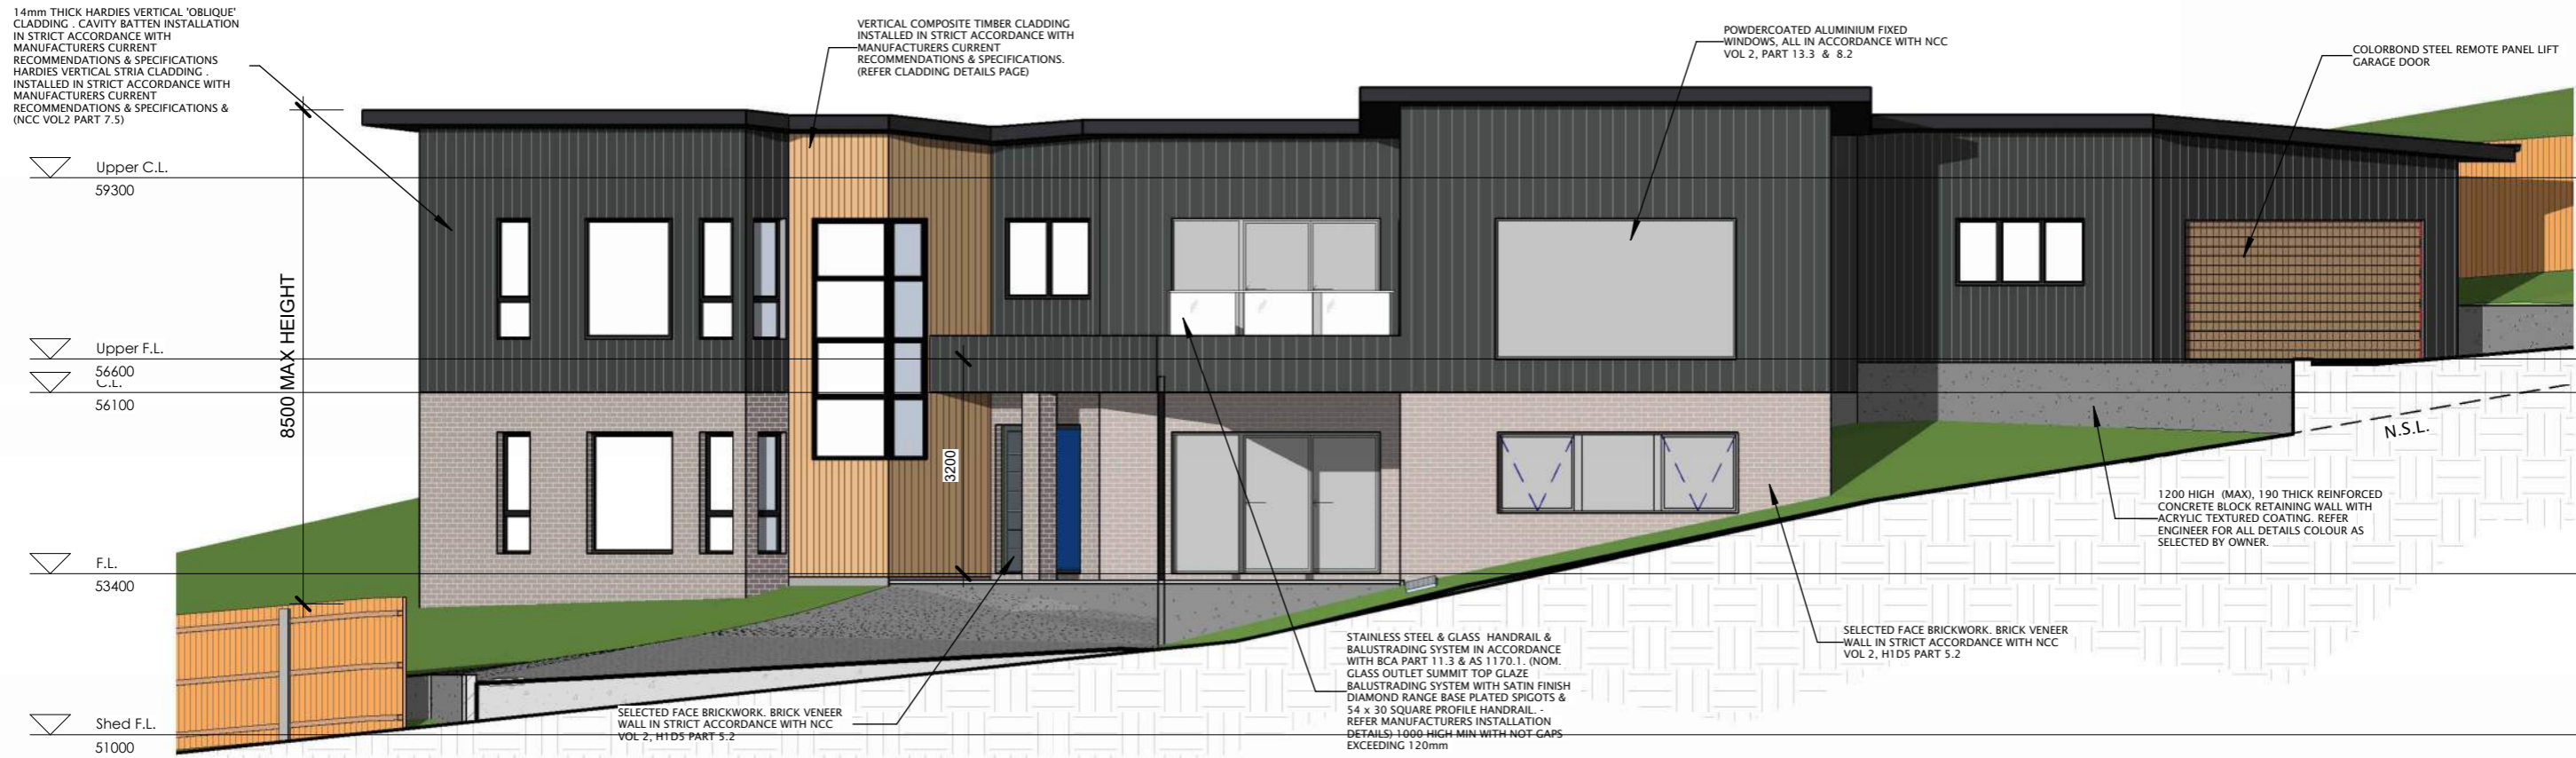 14mm THICK HARDIES VERTICAL 'OBLIQUE'
CLADDING . CAVITY BATTEN INSTALLATION
IN STRICT ACCORDANCE WITH
MANUFACTURERS CURRENT
RECOMMENDATIONS & SPECIFICATIONS
HARDIES VERTICAL STRIA CLADDING .
INSTALLED IN STRICT ACCORDANCE WITH
MANUFACTURERS CURRENT
RECOMMENDATIONS & SPECIFICATIONS &
(NCC VOL2 PART 7.5)
VERTICAL COMPOSITE TIMBER CLADDING
INSTALLED IN STRICT ACCORDANCE WITH
MANUFACTURERS CURRENT
RECOMMENDATIONS & SPECIFICATIONS.
(REFER CLADDING DETAILS PAGE)
POWDERCOATED ALUMINIUM FIXED
WINDOWS, ALL IN ACCORDANCE WITH NCC
VOL 2, PART 13.3 & 8.2
COLORBOND STEEL REMOTE PANEL LIFT
GARAGE DOOR
Upper C.L.
59300
Upper F.L.
56600
C.L.
56100
8500 MAX HEIGHT
3200
N.S.L.
F.L.
53400
1200 HIGH (MAX), 190 THICK REINFORCED
CONCRETE BLOCK RETAINING WALL WITH
ACRYLIC TEXTURED COATING. REFER
ENGINEER FOR ALL DETAILS COLOUR AS
SELECTED BY OWNER.
SELECTED FACE BRICKWORK. BRICK VENEER
WALL IN STRICT ACCORDANCE WITH NCC
VOL 2, H1D5 PART 5.2
STAINLESS STEEL & GLASS HANDRAIL &
BALUSTRADING SYSTEM IN ACCORDANCE
WITH BCA PART 11.3 & AS 1170.1. (NOM.
GLASS OUTLET SUMMIT TOP GLAZE
BALUSTRADING SYSTEM WITH SATIN FINISH
DIAMOND RANGE BASE PLATED SPIGOTS &
54 x 30 SQUARE PROFILE HANDRAIL. -
REFER MANUFACTURERS INSTALLATION
DETAILS) 1000 HIGH MIN WITH NOT GAPS
EXCEEDING 120mm
SELECTED FACE BRICKWORK. BRICK VENEER
WALL IN STRICT ACCORDANCE WITH NCC
VOL 2, H1D5 PART 5.2
Shed F.L.
51000